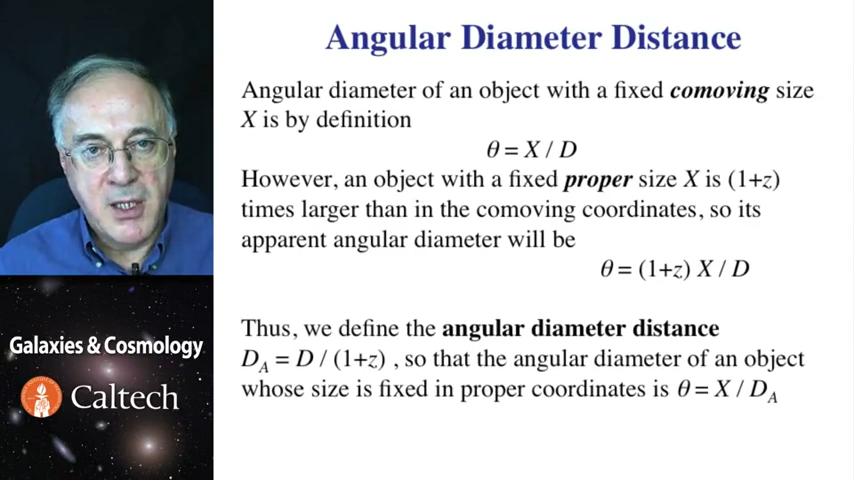 Angular Diameter Distance
Angular diameter of an object with a fixed comoving size
X is by definition
θ = X / D
However, an object with a fixed proper size X is (1+z)
times larger than in the comoving coordinates, so its
apparent angular diameter will be
θ = (1+z) X / D
Thus, we define the angular diameter distance
D_A = D / (1+z) , so that the angular diameter of an object
whose size is fixed in proper coordinates is θ = X / D_A
Galaxies & Cosmology
Caltech